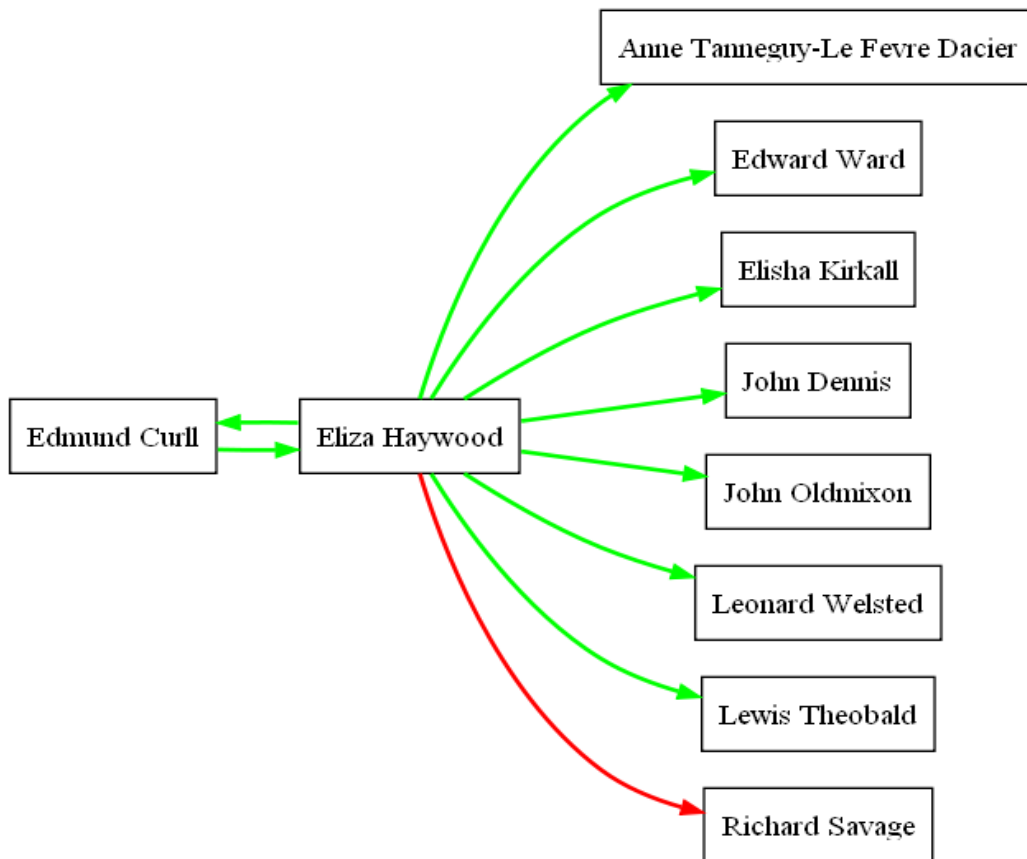 Anne Tanneguy-Le Fevre Dacier
Edward Ward
Elisha Kirkall
John Dennis
Edmund Curll
Eliza Haywood
John Oldmixon
Leonard Welsted
Lewis Theobald
Richard Savage